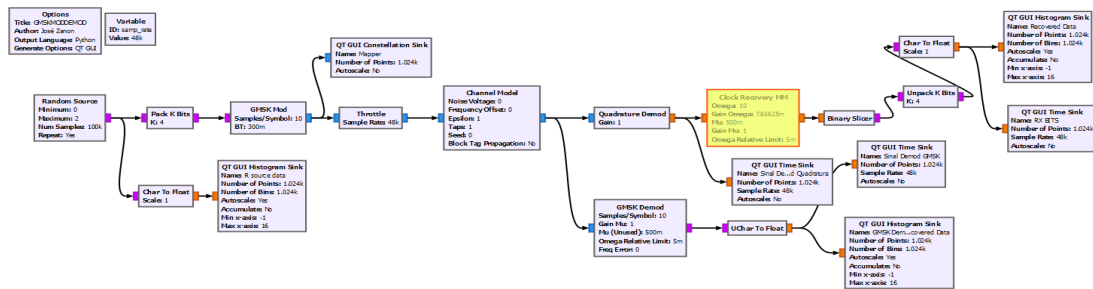 Options
Title: GMSKMODDEMOD
Author: José Zanon
Output Language: Python
Generate Options: QT GUI
Variable
ID: samp_rate
Value: 48k
Random Source
Minimum: 0
Maximum: 2
Num Samples: 100k
Repeat: Yes
Pack K Bits
K: 4
GMSK Mod
Samples/Symbol: 10
BT: 300m
QT GUI Constellation Sink
Name: Mapper
Number of Points: 1.024k
Autoscale: No
Throttle
Sample Rate: 48k
Char To Float
Scale: 1
QT GUI Histogram Sink
Name: R source data
Number of Points: 1.024k
Number of Bins: 1.024k
Autoscale: Yes
Accumulate: No
Min x-axis: -1
Max x-axis: 16
Channel Model
Noise Voltage: 0
Frequency Offset: 0
Epsilon: 1
Taps: 1
Seed: 0
Block Tag Propagation: No
Quadrature Demod
Gain: 1
Clock Recovery MM
Omega: 10
Gain Omega: 765625m
Mu: 500m
Gain Mu: 1
Omega Relative Limit: 5m
Binary Slicer
Unpack K Bits
K: 4
Char To Float
Scale: 1
QT GUI Histogram Sink
Name: Recovered Data
Number of Points: 1.024k
Number of Bins: 1.024k
Autoscale: Yes
Accumulate: No
Min x-axis: -1
Max x-axis: 16
QT GUI Time Sink
Name: RX BITS
Number of Points: 1.024k
Sample Rate: 48k
Autoscale: No
QT GUI Time Sink
Name: Sinal De...d Quadratura
Number of Points: 1.024k
Sample Rate: 48k
Autoscale: No
QT GUI Time Sink
Name: Sinal Demod GMSK
Number of Points: 1.024k
Sample Rate: 48k
Autoscale: No
GMSK Demod
Samples/Symbol: 10
Gain Mu: 1
Mu (Unused): 500m
Omega Relative Limit: 5m
Freq Error: 0
UChar To Float
QT GUI Histogram Sink
Name: GMSK Dem...covered Data
Number of Points: 1.024k
Number of Bins: 1.024k
Autoscale: Yes
Accumulate: No
Min x-axis: -1
Max x-axis: 16